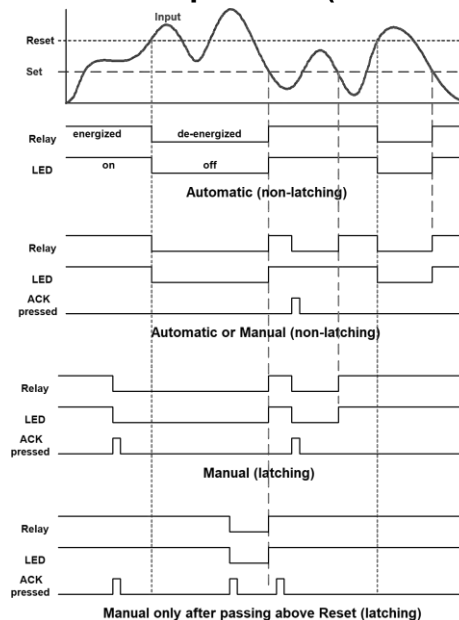 Input
Reset
Set
Relay energized de-energized
LED on off
Automatic (non-latching)
Relay
LED
ACK
pressed
Automatic or Manual (non-latching)
Relay
LED
ACK
pressed
Manual (latching)
Relay
LED
ACK
pressed
Manual only after passing above Reset (latching)